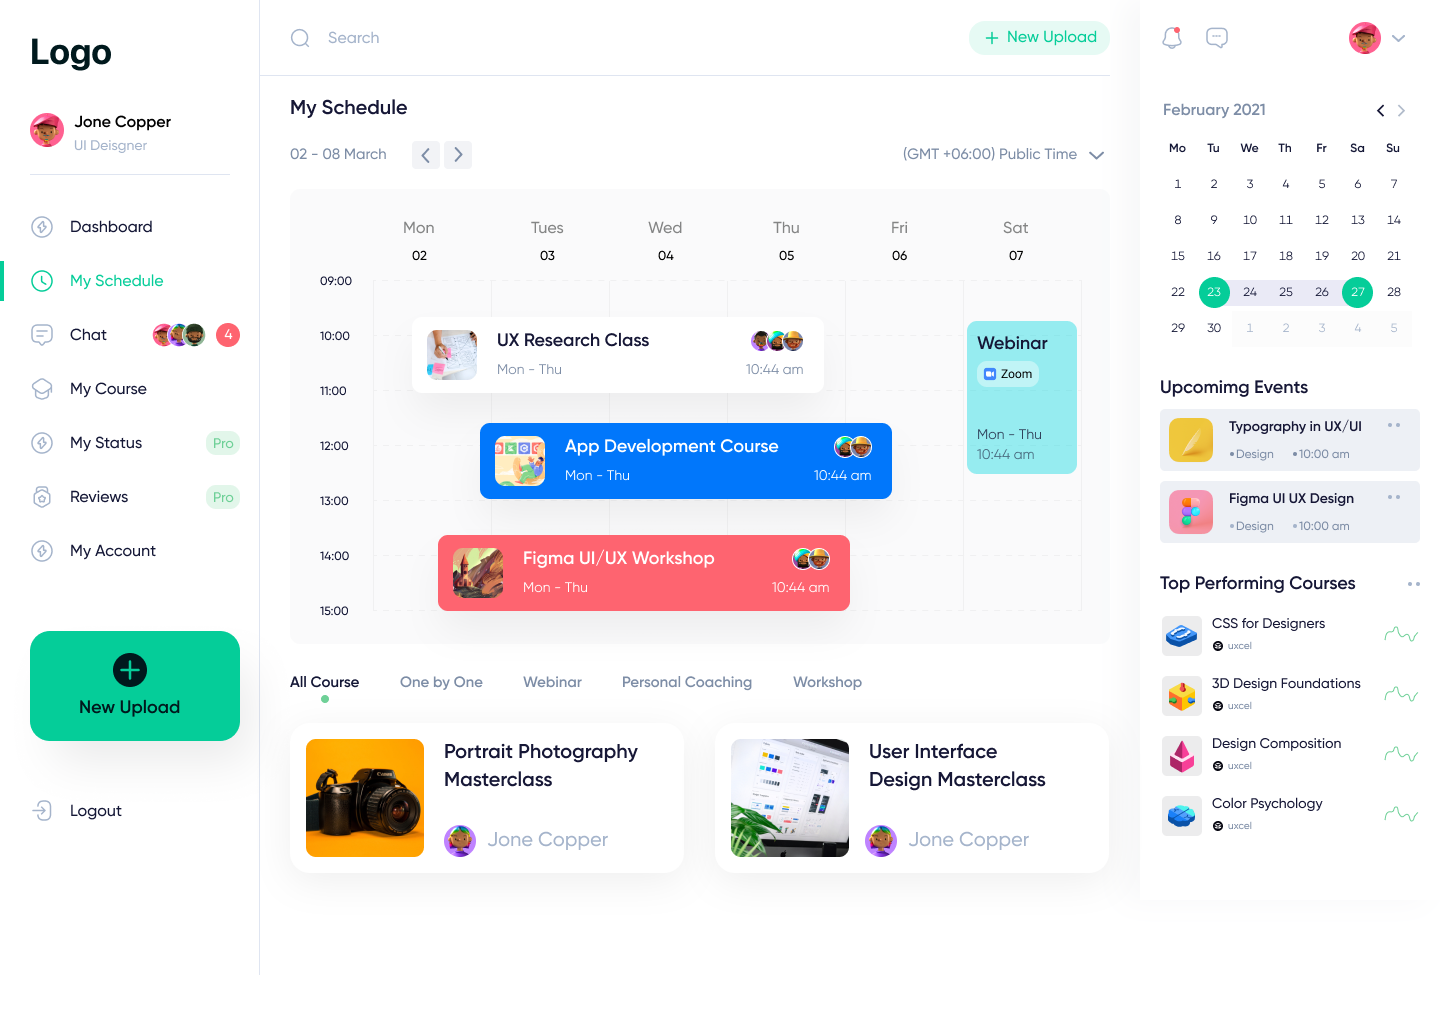 Logo
Jone Copper
UI Deisgner
Dashboard
My Schedule
Chat
4
My Course
My Status
Pro
Reviews
Pro
My Account
New Upload
Logout
Search
New Upload
My Schedule
02 - 08 March
(GMT +06:00) Public Time
Mon Tues Wed Thu Fri Sat
02 03 04 05 06 07
09:00
10:00
11:00
12:00
13:00
14:00
15:00
UX Research Class
Mon - Thu
10:44 am
App Development Course
Mon - Thu
10:44 am
Figma UI/UX Workshop
Mon - Thu
10:44 am
Webinar
Zoom
Mon - Thu
10:44 am
All Course One by One Webinar Personal Coaching Workshop
Canon
Portrait Photography
Masterclass
Jone Copper
User Interface
Design Masterclass
Jone Copper
February 2021
Mo Tu We Th Fr Sa Su
1 2 3 4 5 6 7
8 9 10 11 12 13 14
15 16 17 18 19 20 21
22 23 24 25 26 27 28
29 30 1 2 3 4 5
Upcomimg Events
Typography in UX/UI
Design 10:00 am
Figma UI UX Design
Design 10:00 am
Top Performing Courses
CSS for Designers
uxcel
3D Design Foundations
uxcel
Design Composition
uxcel
Color Psychology
uxcel